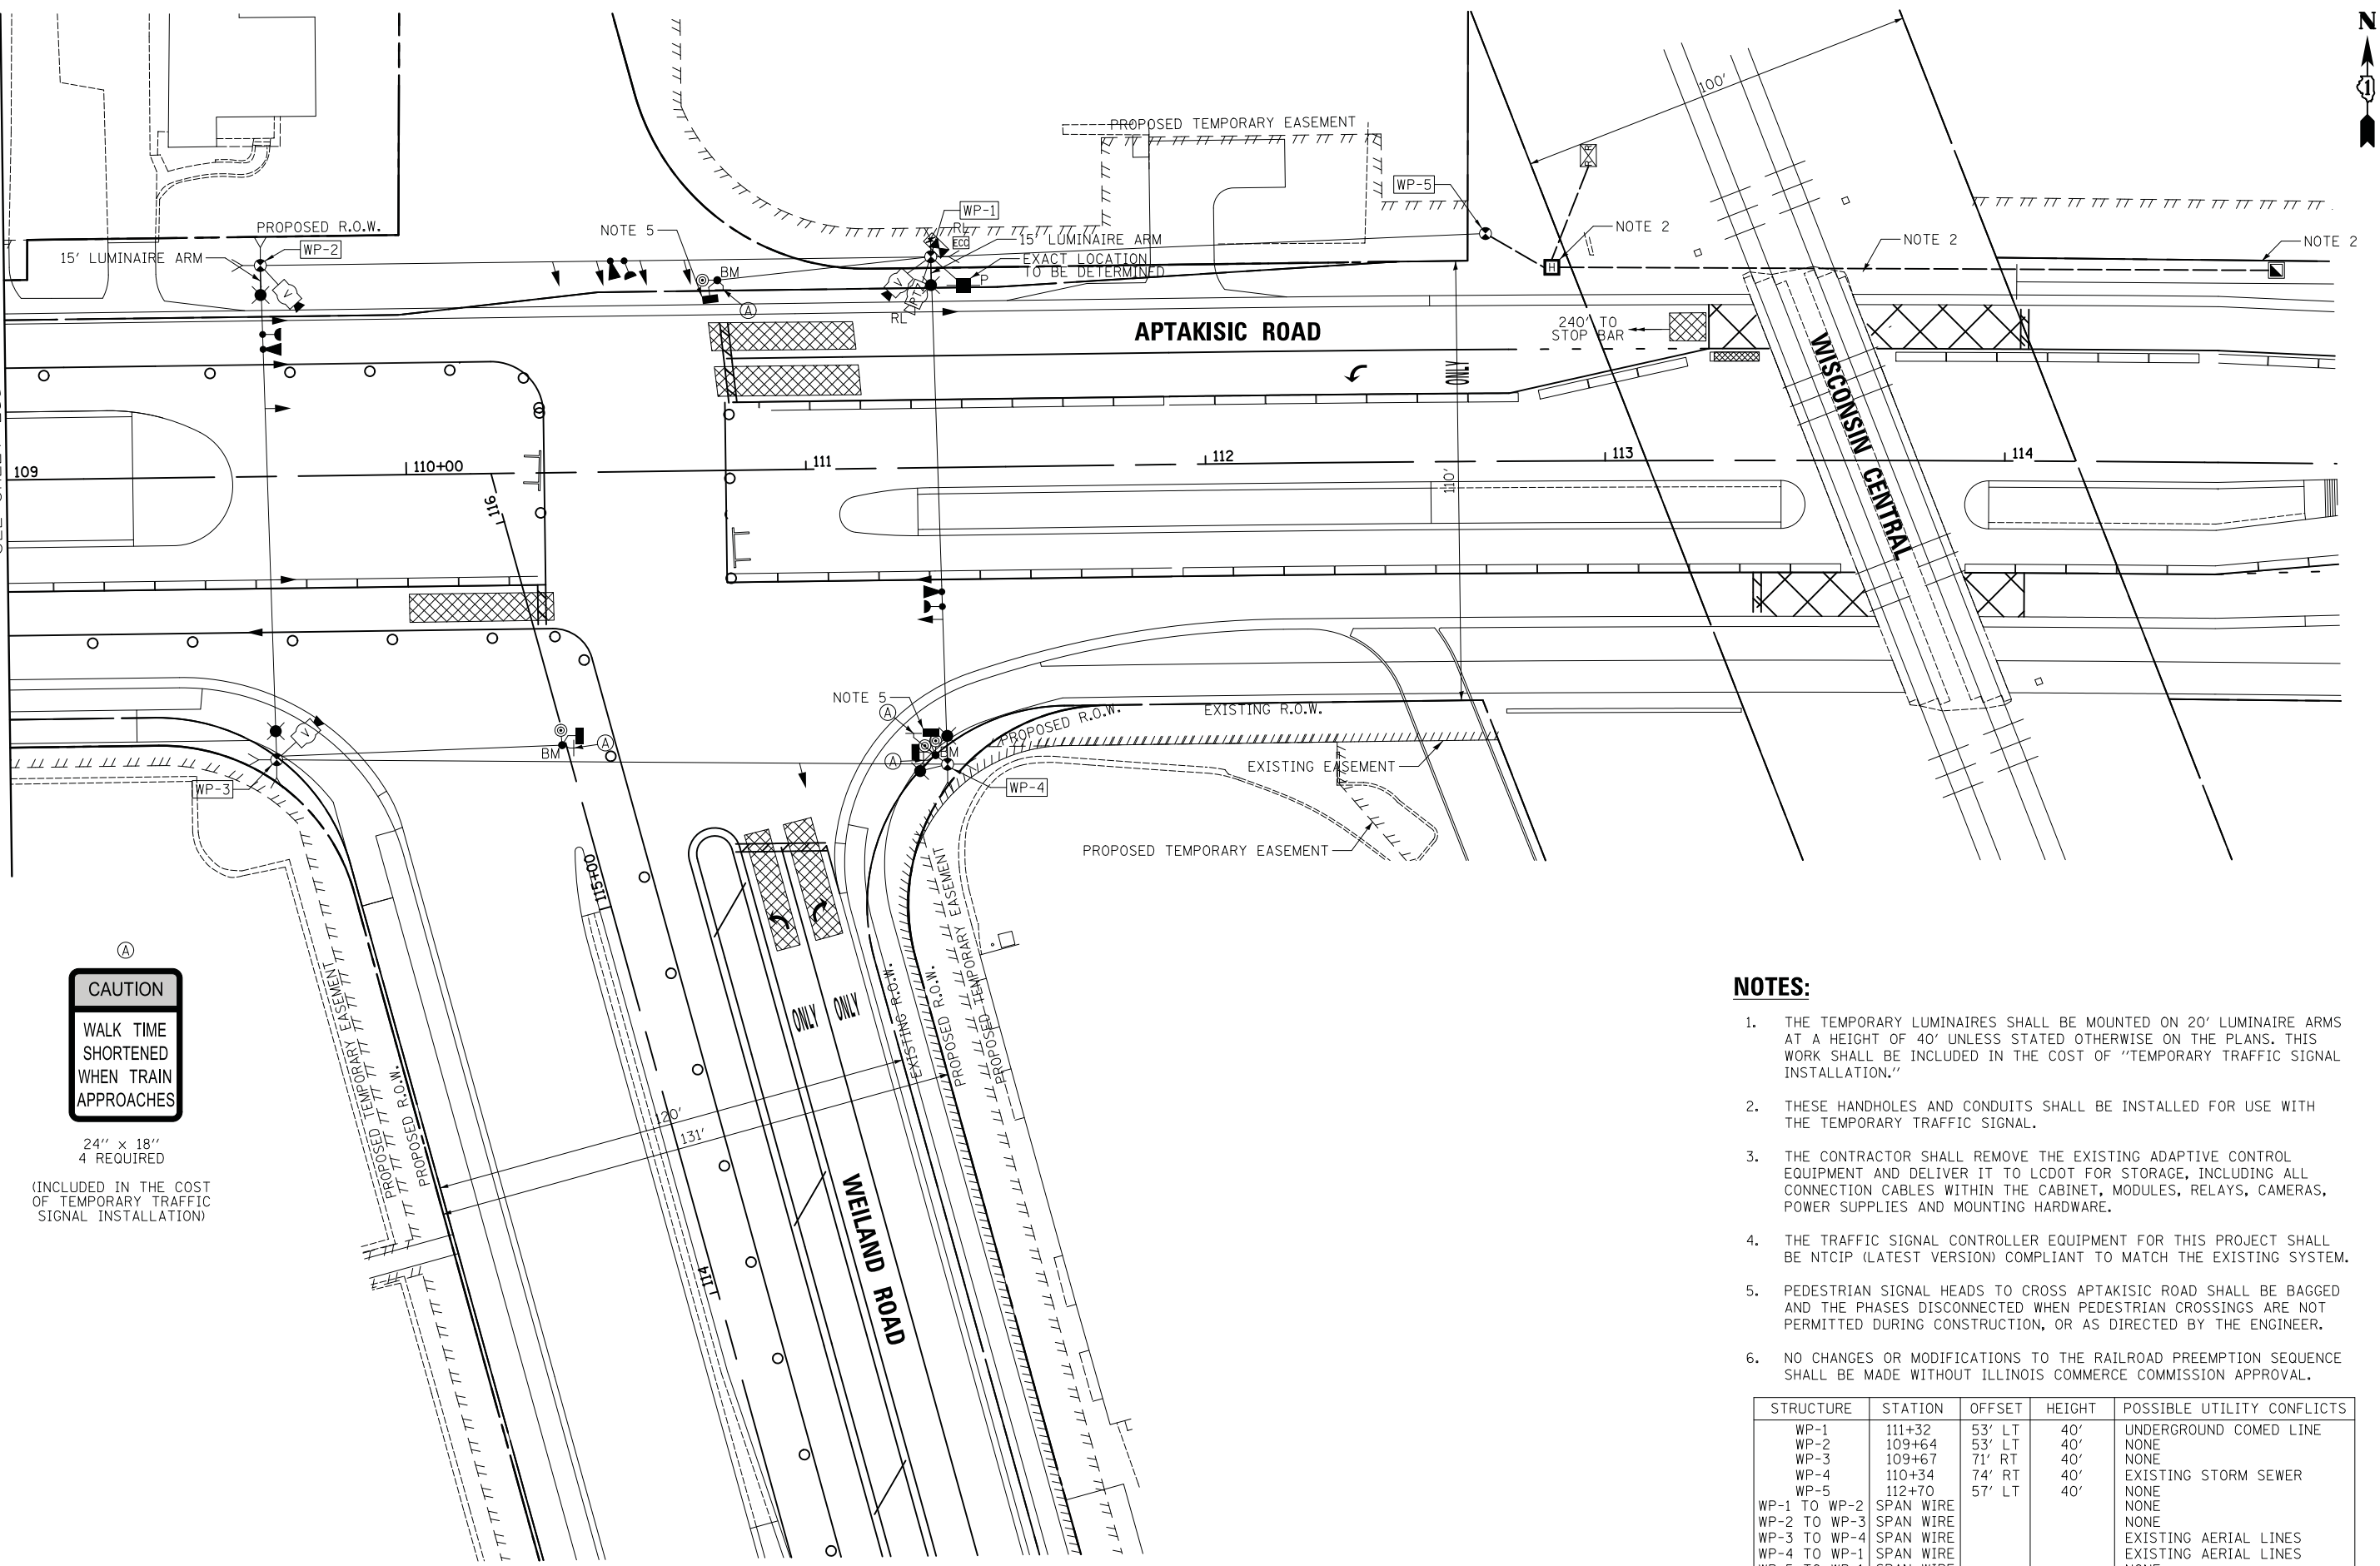 N
1
100'
PROPOSED TEMPORARY EASEMENT
WP-5
WP-1
RL
ECC
NOTE 5
15' LUMINAIRE ARM
EXACT LOCATION
TO BE DETERMINED
NOTE 2
NOTE 2
NOTE 2
PROPOSED R.O.W.
WP-2
15' LUMINAIRE ARM
V
BM
A
V
PTZ
P
RL
H
APTAKISIC ROAD
240' TO
STOP BAR
ONLY
WISCONSIN CENTRAL
109
110+00
111
112
113
114
116
110'
NOTE 5
A
A
BM
V
BM
A
WP-3
WP-4
PROPOSED R.O.W.
EXISTING R.O.W.
EXISTING EASEMENT
PROPOSED TEMPORARY EASEMENT
115+00
ONLY
ONLY
EXISTING R.O.W.
PROPOSED R.O.W.
PROPOSED TEMPORARY EASEMENT
PROPOSED TEMPORARY EASEMENT
PROPOSED R.O.W.
120'
131'
WEILAND ROAD
114
A
CAUTION
WALK TIME
SHORTENED
WHEN TRAIN
APPROACHES
24'' x 18''
4 REQUIRED
(INCLUDED IN THE COST
OF TEMPORARY TRAFFIC
SIGNAL INSTALLATION)
NOTES:
1. THE TEMPORARY LUMINAIRES SHALL BE MOUNTED ON 20' LUMINAIRE ARMS
AT A HEIGHT OF 40' UNLESS STATED OTHERWISE ON THE PLANS. THIS
WORK SHALL BE INCLUDED IN THE COST OF ''TEMPORARY TRAFFIC SIGNAL
INSTALLATION.''
2. THESE HANDHOLES AND CONDUITS SHALL BE INSTALLED FOR USE WITH
THE TEMPORARY TRAFFIC SIGNAL.
3. THE CONTRACTOR SHALL REMOVE THE EXISTING ADAPTIVE CONTROL
EQUIPMENT AND DELIVER IT TO LCDOT FOR STORAGE, INCLUDING ALL
CONNECTION CABLES WITHIN THE CABINET, MODULES, RELAYS, CAMERAS,
POWER SUPPLIES AND MOUNTING HARDWARE.
4. THE TRAFFIC SIGNAL CONTROLLER EQUIPMENT FOR THIS PROJECT SHALL
BE NTCIP (LATEST VERSION) COMPLIANT TO MATCH THE EXISTING SYSTEM.
5. PEDESTRIAN SIGNAL HEADS TO CROSS APTAKISIC ROAD SHALL BE BAGGED
AND THE PHASES DISCONNECTED WHEN PEDESTRIAN CROSSINGS ARE NOT
PERMITTED DURING CONSTRUCTION, OR AS DIRECTED BY THE ENGINEER.
6. NO CHANGES OR MODIFICATIONS TO THE RAILROAD PREEMPTION SEQUENCE
SHALL BE MADE WITHOUT ILLINOIS COMMERCE COMMISSION APPROVAL.
STRUCTURE STATION OFFSET HEIGHT POSSIBLE UTILITY CONFLICTS
WP-1 111+32 53' LT 40' UNDERGROUND COMED LINE
WP-2 109+64 53' LT 40' NONE
WP-3 109+67 71' RT 40' NONE
WP-4 110+34 74' RT 40' EXISTING STORM SEWER
WP-5 112+70 57' LT 40' NONE
WP-1 TO WP-2 SPAN WIRE NONE
WP-2 TO WP-3 SPAN WIRE NONE
WP-3 TO WP-4 SPAN WIRE EXISTING AERIAL LINES
WP-4 TO WP-1 SPAN WIRE EXISTING AERIAL LINES